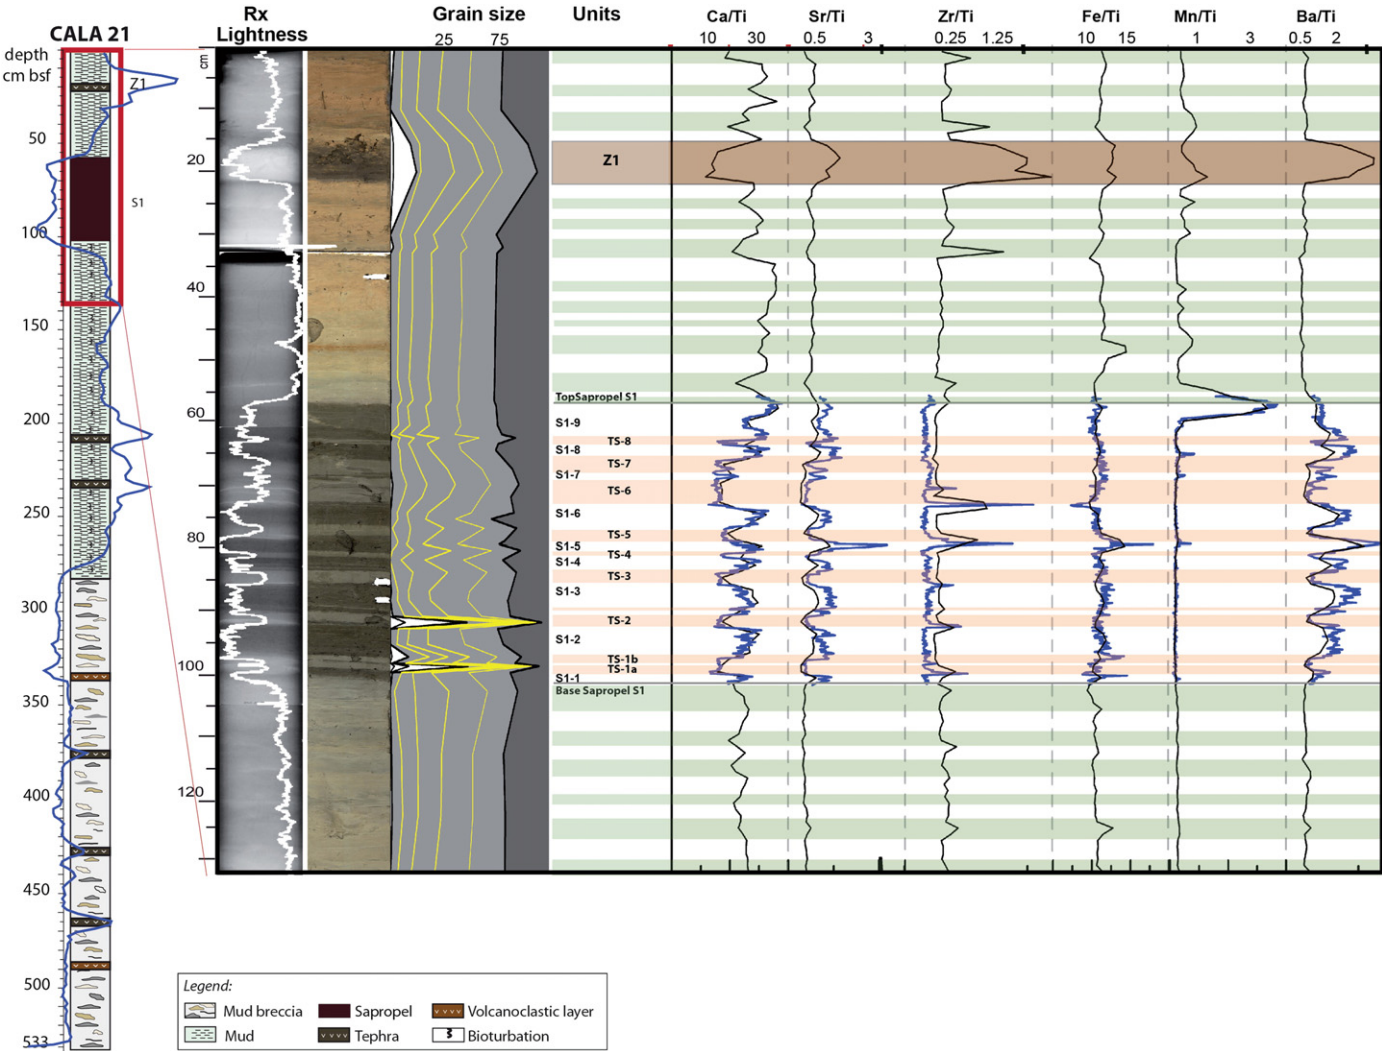 CALA 21
depth
cm bsf
50
100
150
200
250
300
350
400
450
500
533
Z1
S1
Rx
Lightness
cm
20
40
60
80
100
120
Grain size
25 75
Units
Ca/Ti
10 30
Sr/Ti
0.5 3
Zr/Ti
0.25 1.25
Fe/Ti
10 15
Mn/Ti
1 3
Ba/Ti
0.5 2
Z1
TopSapropel S1
S1-9
TS-8
S1-8
TS-7
S1-7
TS-6
S1-6
TS-5
S1-5
TS-4
S1-4
TS-3
S1-3
TS-2
S1-2
TS-1b
TS-1a
S1-1
Base Sapropel S1
Legend:
Mud breccia
Sapropel
Volcanoclastic layer
Mud
Tephra
Bioturbation